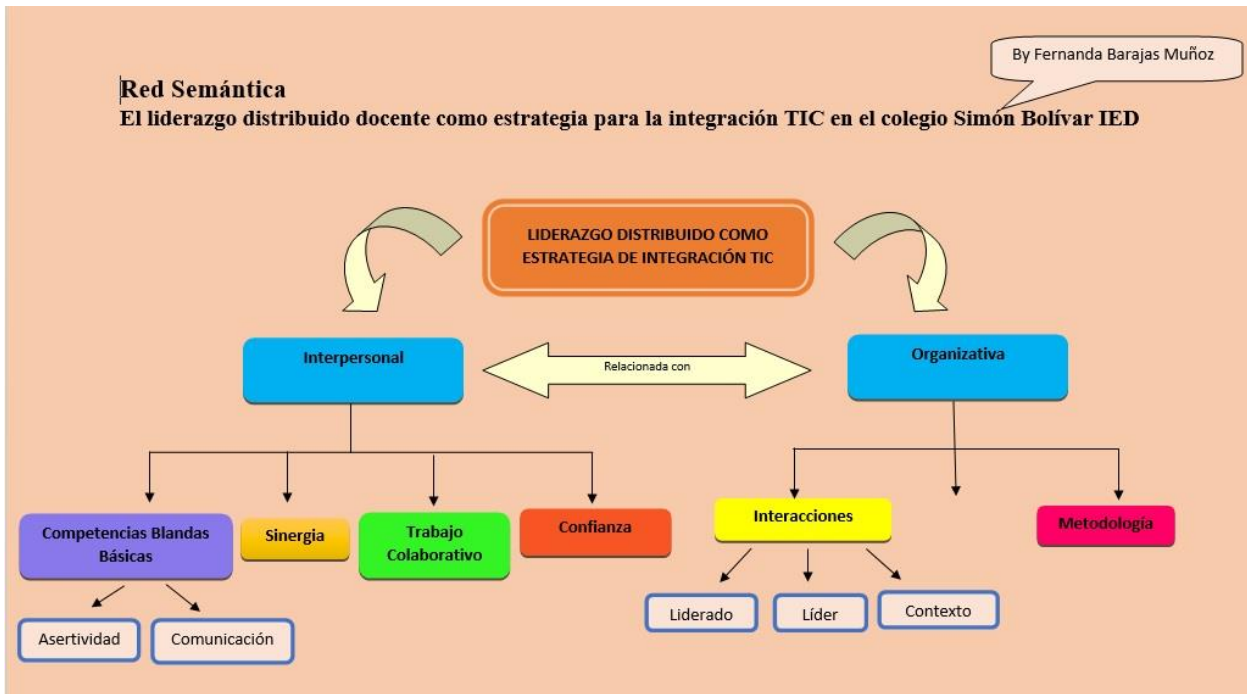 By Fernanda Barajas Muñoz
Red Semántica
El liderazgo distribuido docente como estrategia para la integración TIC en el colegio Simón Bolívar IED
LIDERAZGO DISTRIBUIDO COMO
ESTRATEGIA DE INTEGRACIÓN TIC
Interpersonal
Relacionada con
Organizativa
Competencias Blandas
Básicas
Sinergia
Trabajo
Colaborativo
Confianza
Interacciones
Metodología
Asertividad
Comunicación
Liderado
Líder
Contexto